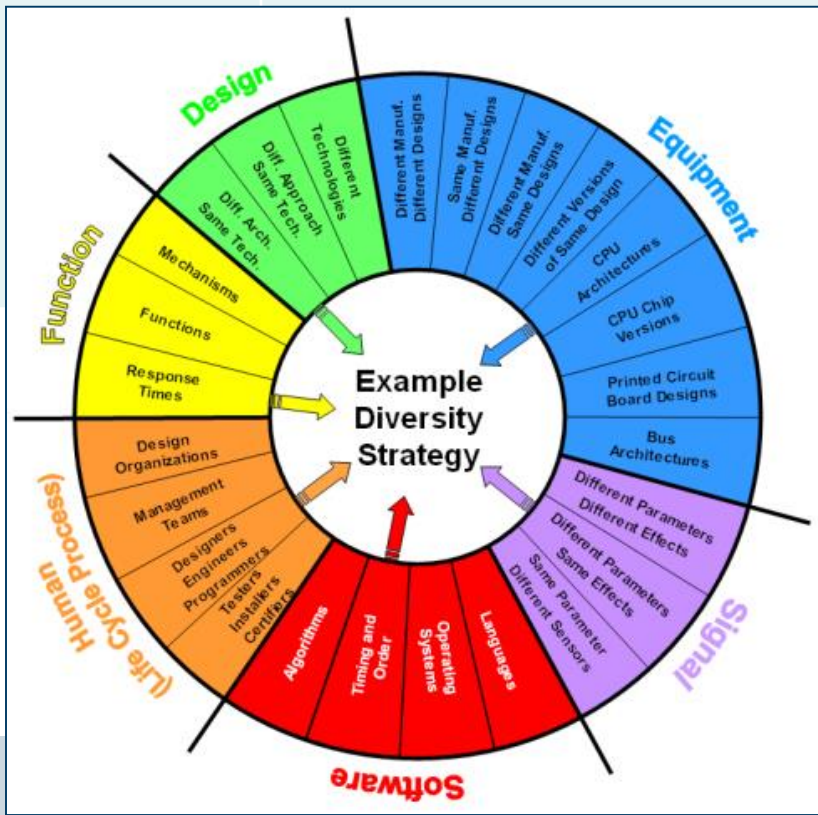 Design
Different
Technologies
Diff. Approach
Same Tech.
Diff. Arch.
Same Tech.
Equipment
Different Manuf.
Different Designs
Same Manuf.
Different Designs
Different Manuf.
Same Designs
Different Versions
of Same Design
CPU
Architectures
CPU Chip
Versions
Printed Circuit
Board Designs
Bus
Architectures
Signal
Different Parameters
Different Effects
Different Parameters
Same Effects
Same Parameter
Different Sensors
Software
Languages
Operating
Systems
Timing and
Order
Algorithms
Human
(Life Cycle Process)
Designers
Engineers
Programmers
Testers
Installers
Certifiers
Management
Teams
Design
Organizations
Function
Response
Times
Functions
Mechanisms
Example
Diversity
Strategy